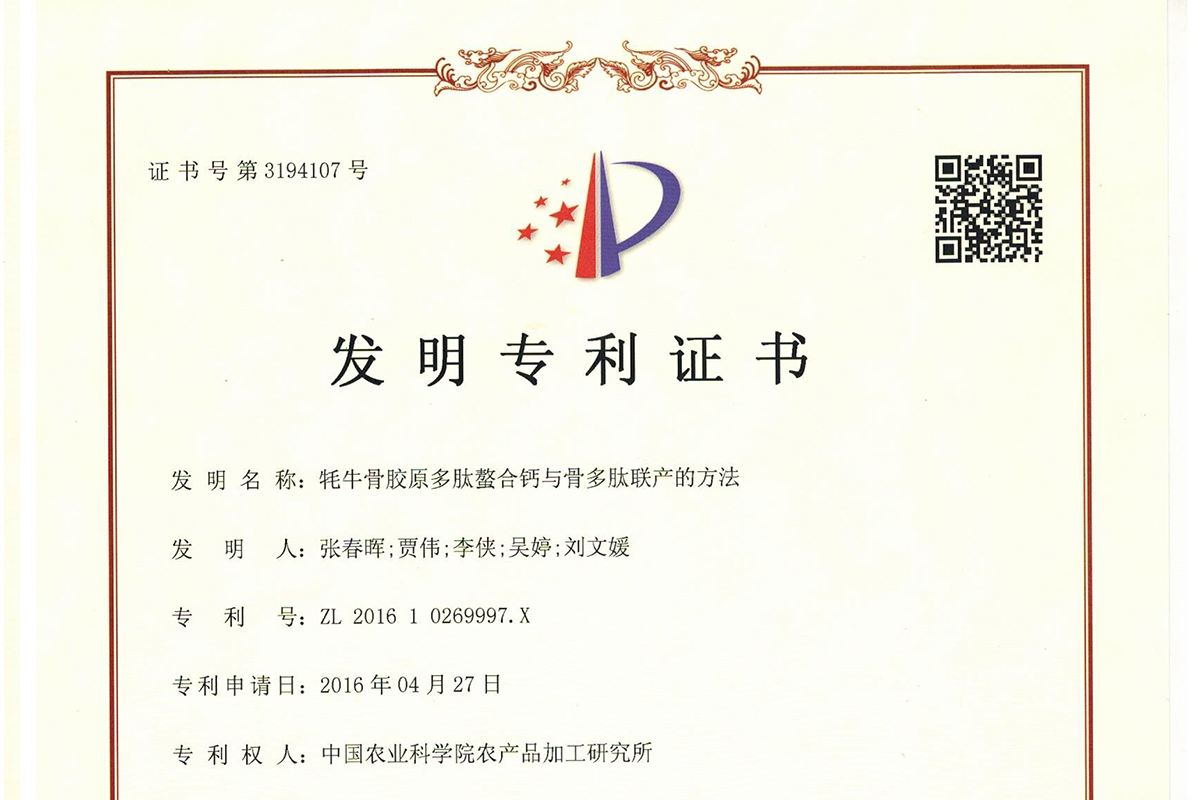 证书号第3194107号
发明专利证书
发明名称：牦牛骨胶原多肽螯合钙与骨多肽联产的方法
发明人：张春晖;贾伟;李侠;吴婷;刘文媛
专利号：ZL 2016 1 0269997.X
专利申请日：2016年04月27日
专利权人：中国农业科学院农产品加工研究所